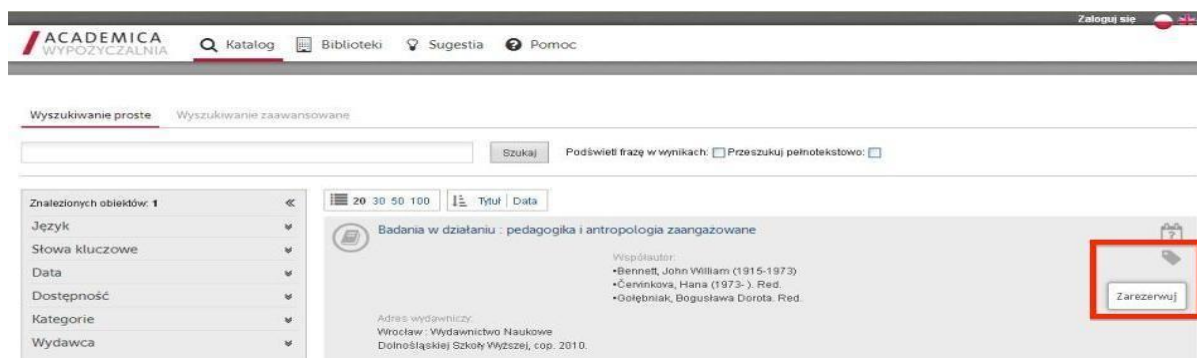 Zaloguj się
ACADEMICA
WYPOŻYCZALNIA
Katalog Biblioteki Sugestia Pomoc
Wyszukiwanie proste Wyszukiwanie zaawansowane
Szukaj Podświetl frazę w wynikach: Przeszukuj pełnotekstowo:
Znalezionych obiektów: 1 «
20 30 50 100 Tytuł Data
Język
Słowa kluczowe
Data
Dostępność
Kategorie
Wydawca
Badania w działaniu : pedagogika i antropologia zaangażowane
?
Współautor:
•Bennett, John William (1915-1973)
•Červinkova, Hana (1973- ). Red.
•Gołębniak, Bogusława Dorota. Red.
Zarezerwuj
Adres wydawniczy:
Wrocław : Wydawnictwo Naukowe
Dolnośląskiej Szkoły Wyższej, cop. 2010.